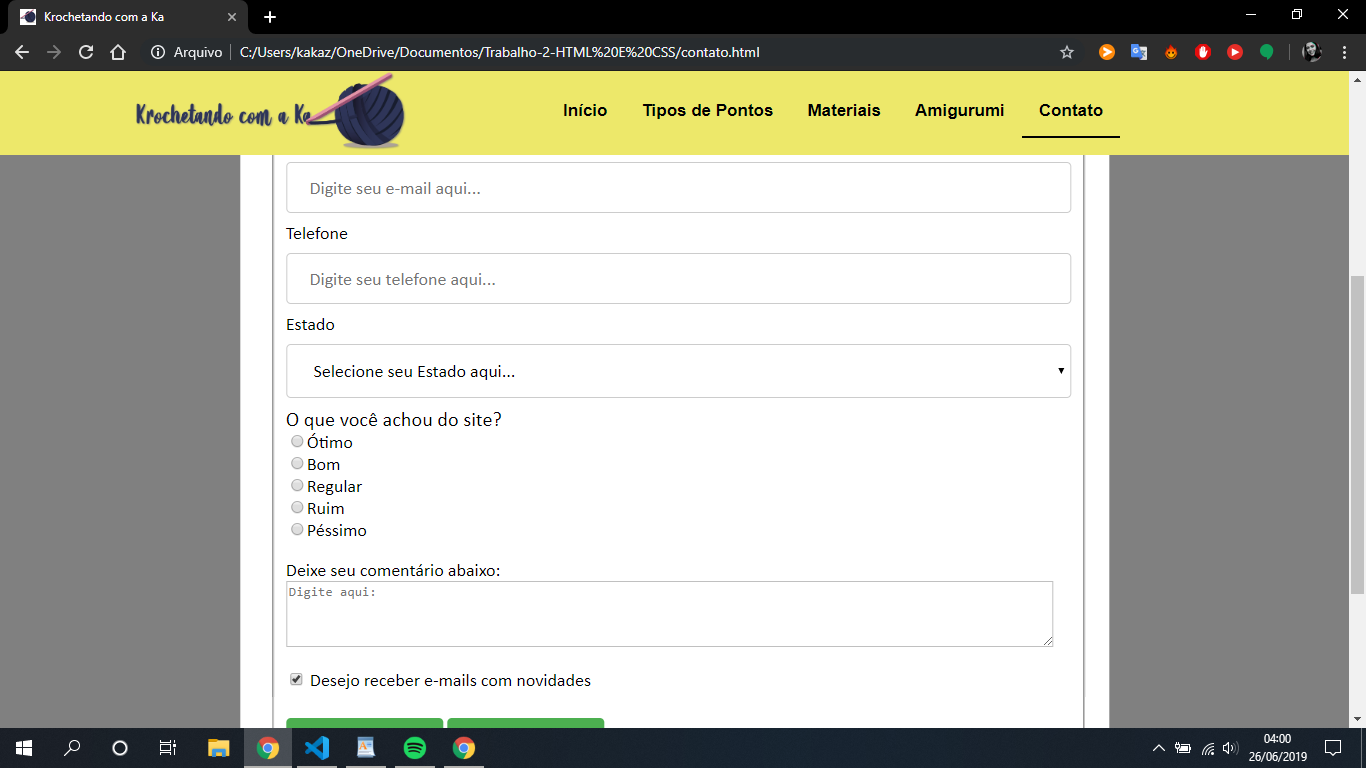 Krochetando com a Ka
Arquivo C:/Users/kakaz/OneDrive/Documentos/Trabalho-2-HTML%20E%20CSS/contato.html
Krochetando com a Ka
Início Tipos de Pontos Materiais Amigurumi Contato
Digite seu e-mail aqui...
Telefone
Digite seu telefone aqui...
Estado
Selecione seu Estado aqui...
O que você achou do site?
Ótimo
Bom
Regular
Ruim
Péssimo
Deixe seu comentário abaixo:
Digite aqui:
Desejo receber e-mails com novidades
04:00
26/06/2019